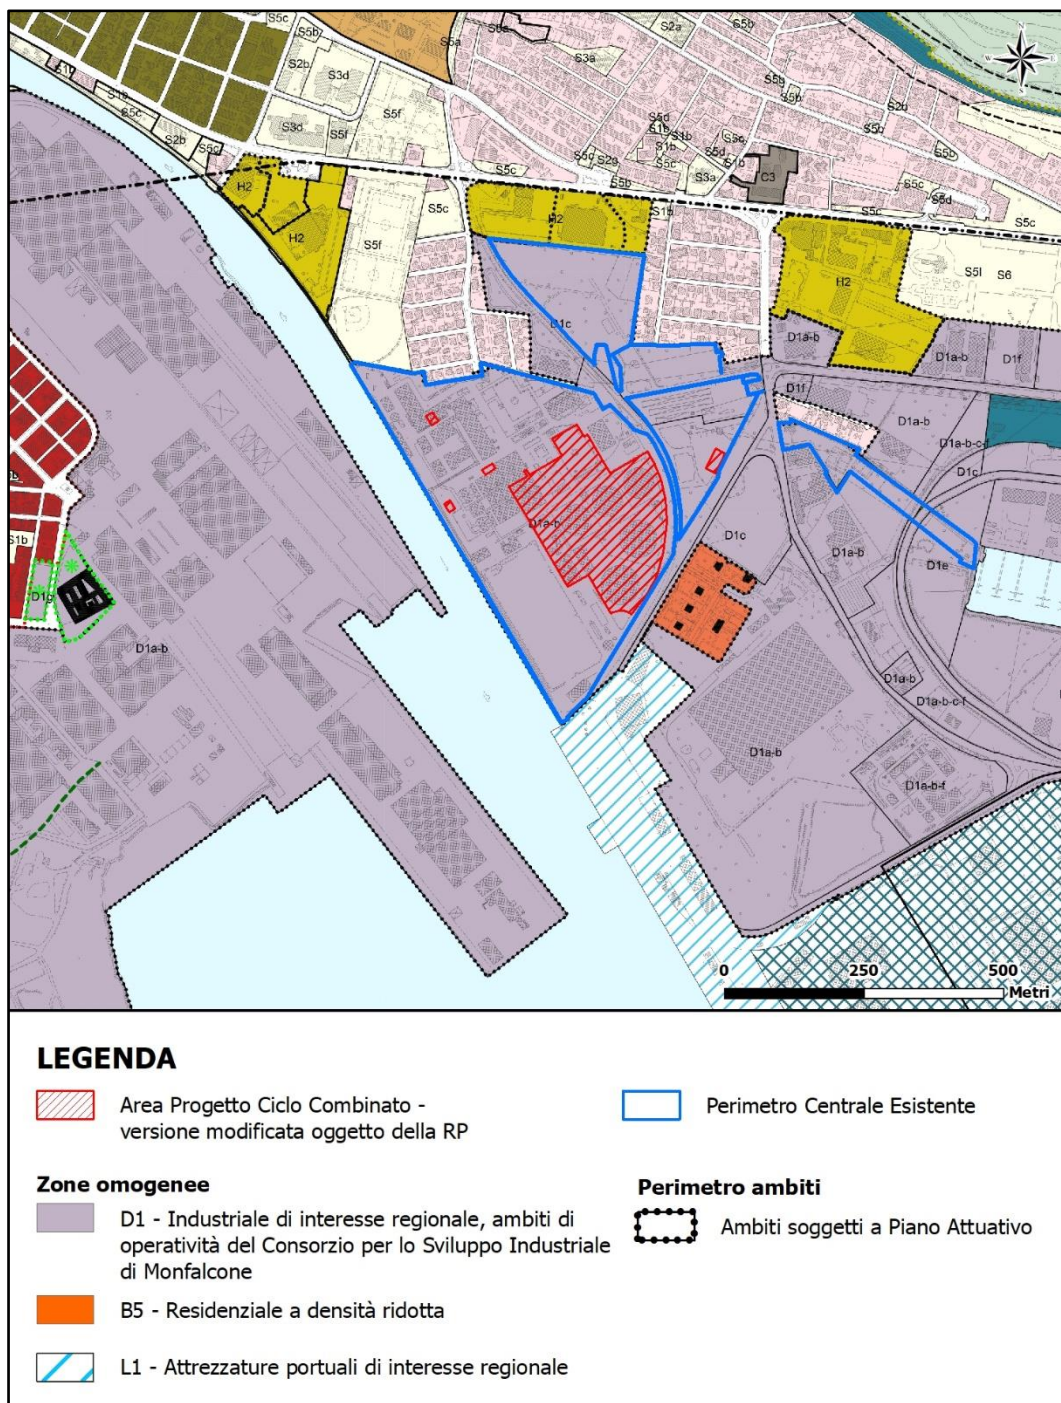 S5c
S5b
S2b
S3d
S5a
S6a
S2a
S5b
S3a
S5f
S3d
S5f
S1b
S5c
S2b
S5c
S5g
S5b
S2b
S5b
S5d
S1b
S1b
S1b
S5c
S5d
S1b
S3a
S5b
S5c
C3
S5b
S5c
S5d
S5c
H2
H2
S5f
S5c
H2
S1b
S5l
S6
H2
D1c
D1a-b
D1a-b
D1f
D1f
D1a-b
D1a-b-c-f
D1c
D1a-b
D1c
D1a-b
D1e
S1b
D1g
D1a-b
D1a-b
D1a-b-c-f
D1a-b
D1a-b-f
0 250 500
Metri
LEGENDA
Area Progetto Ciclo Combinato -
versione modificata oggetto della RP
Perimetro Centrale Esistente
Zone omogenee
Perimetro ambiti
D1 - Industriale di interesse regionale, ambiti di
operatività del Consorzio per lo Sviluppo Industriale
di Monfalcone
Ambiti soggetti a Piano Attuativo
B5 - Residenziale a densità ridotta
L1 - Attrezzature portuali di interesse regionale